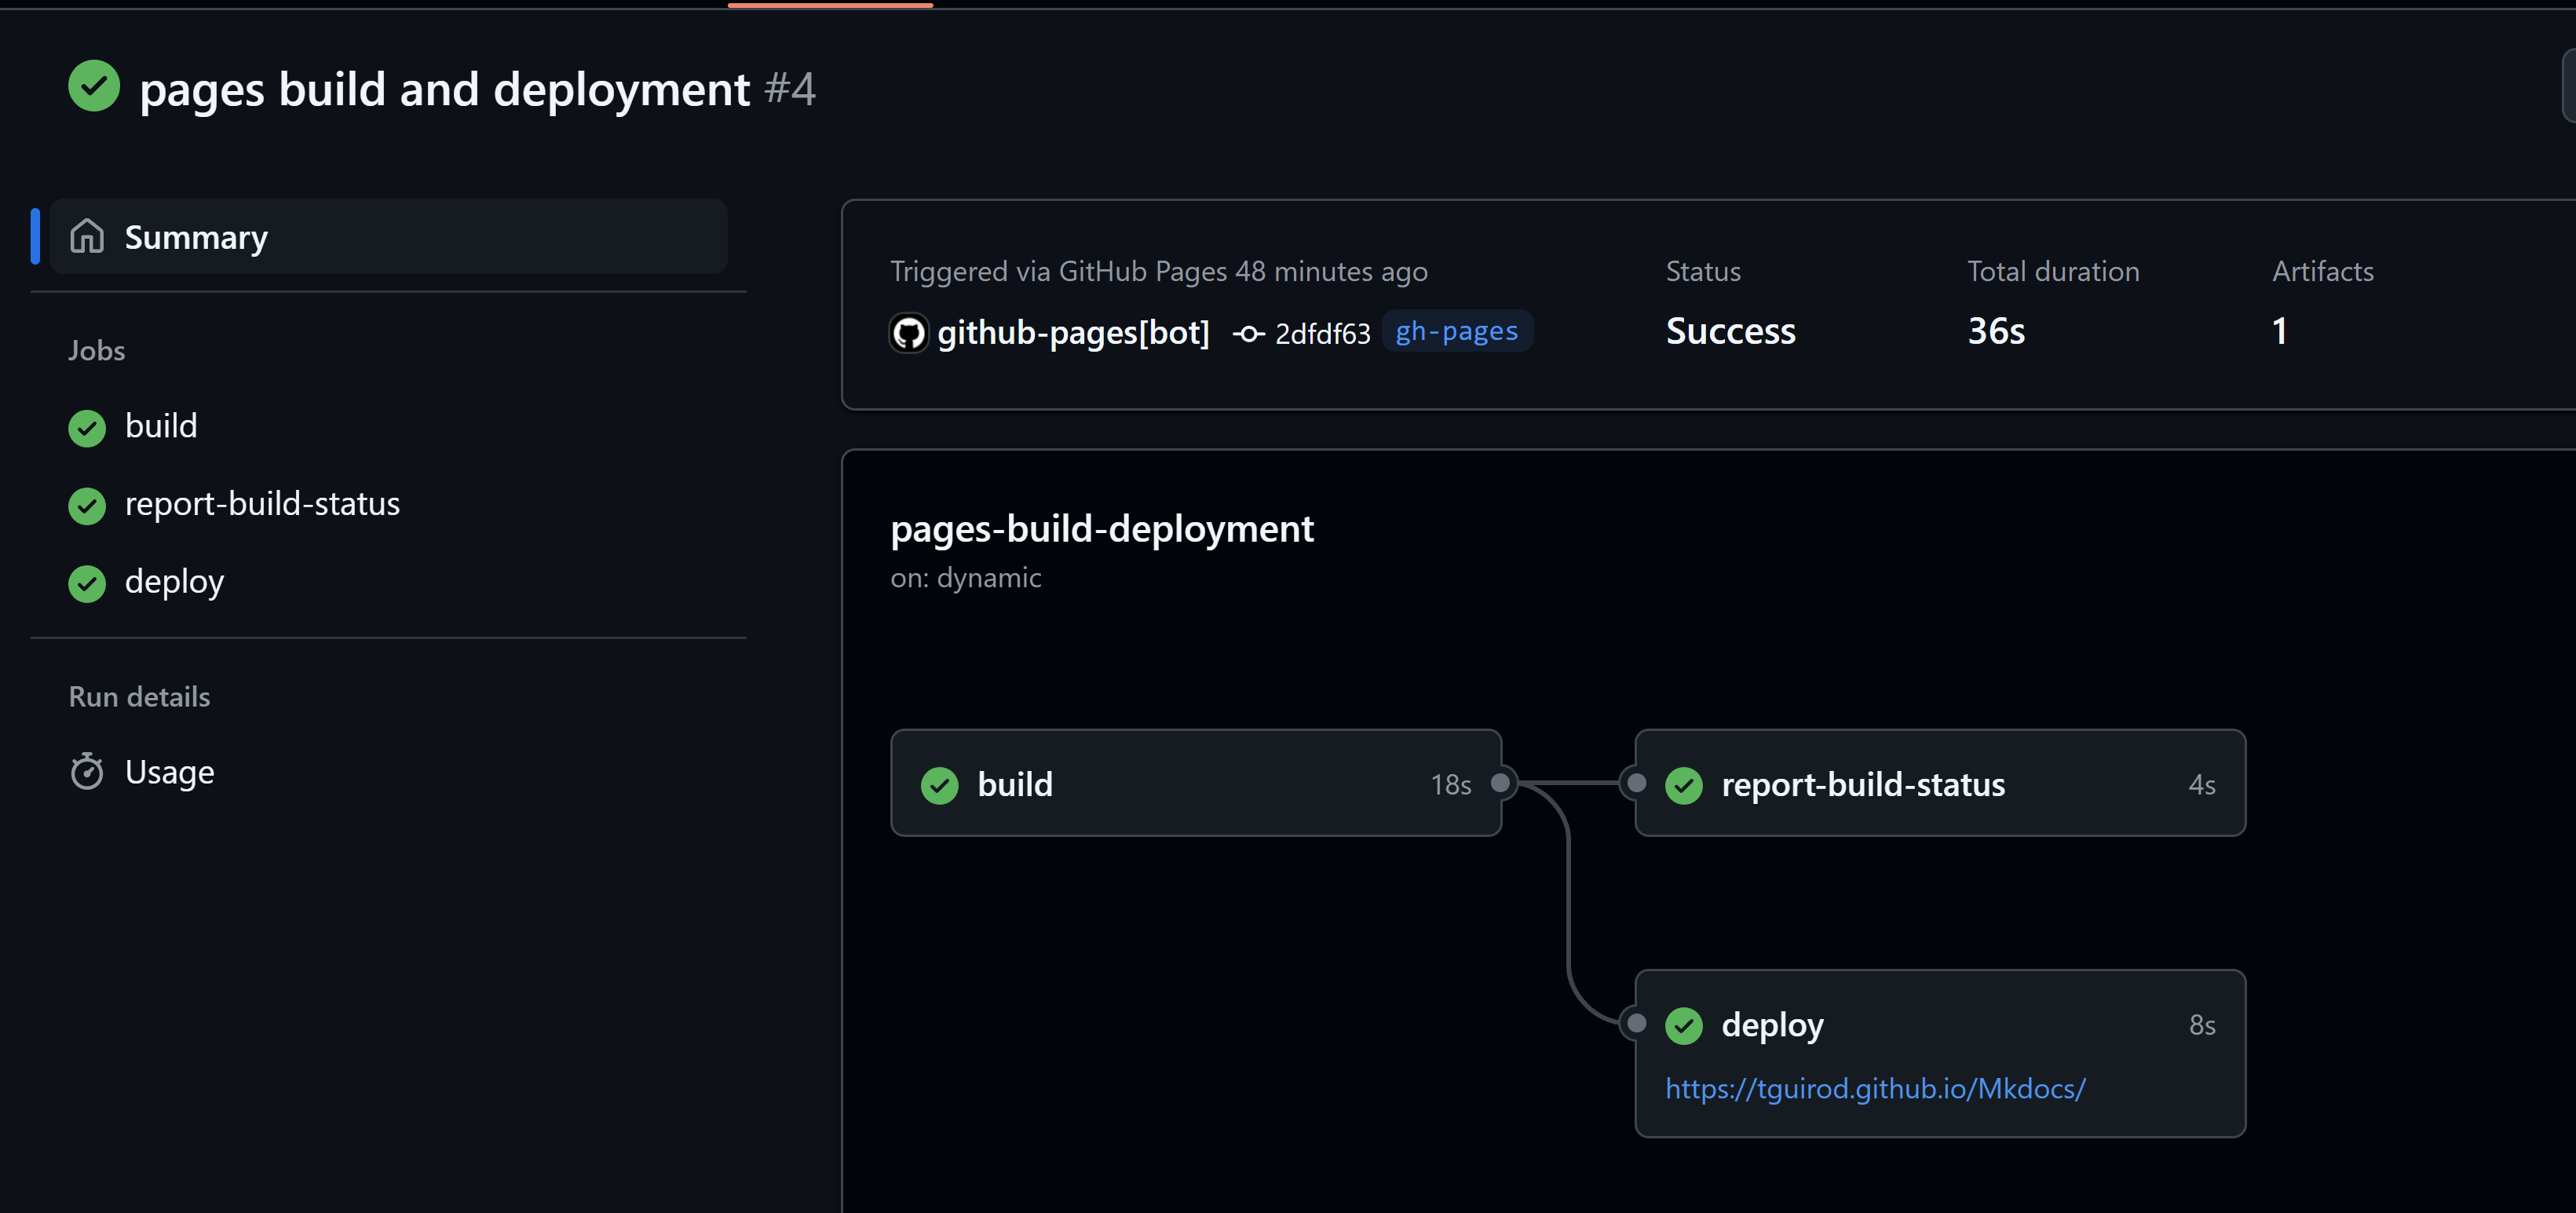 pages build and deployment #4
Summary
Jobs
build
report-build-status
deploy
Run details
Usage
Triggered via GitHub Pages 48 minutes ago
github-pages[bot] 2dfdf63 gh-pages
Status
Success
Total duration
36s
Artifacts
1
pages-build-deployment
on: dynamic
build 18s
report-build-status 4s
deploy 8s
https://tguirod.github.io/Mkdocs/